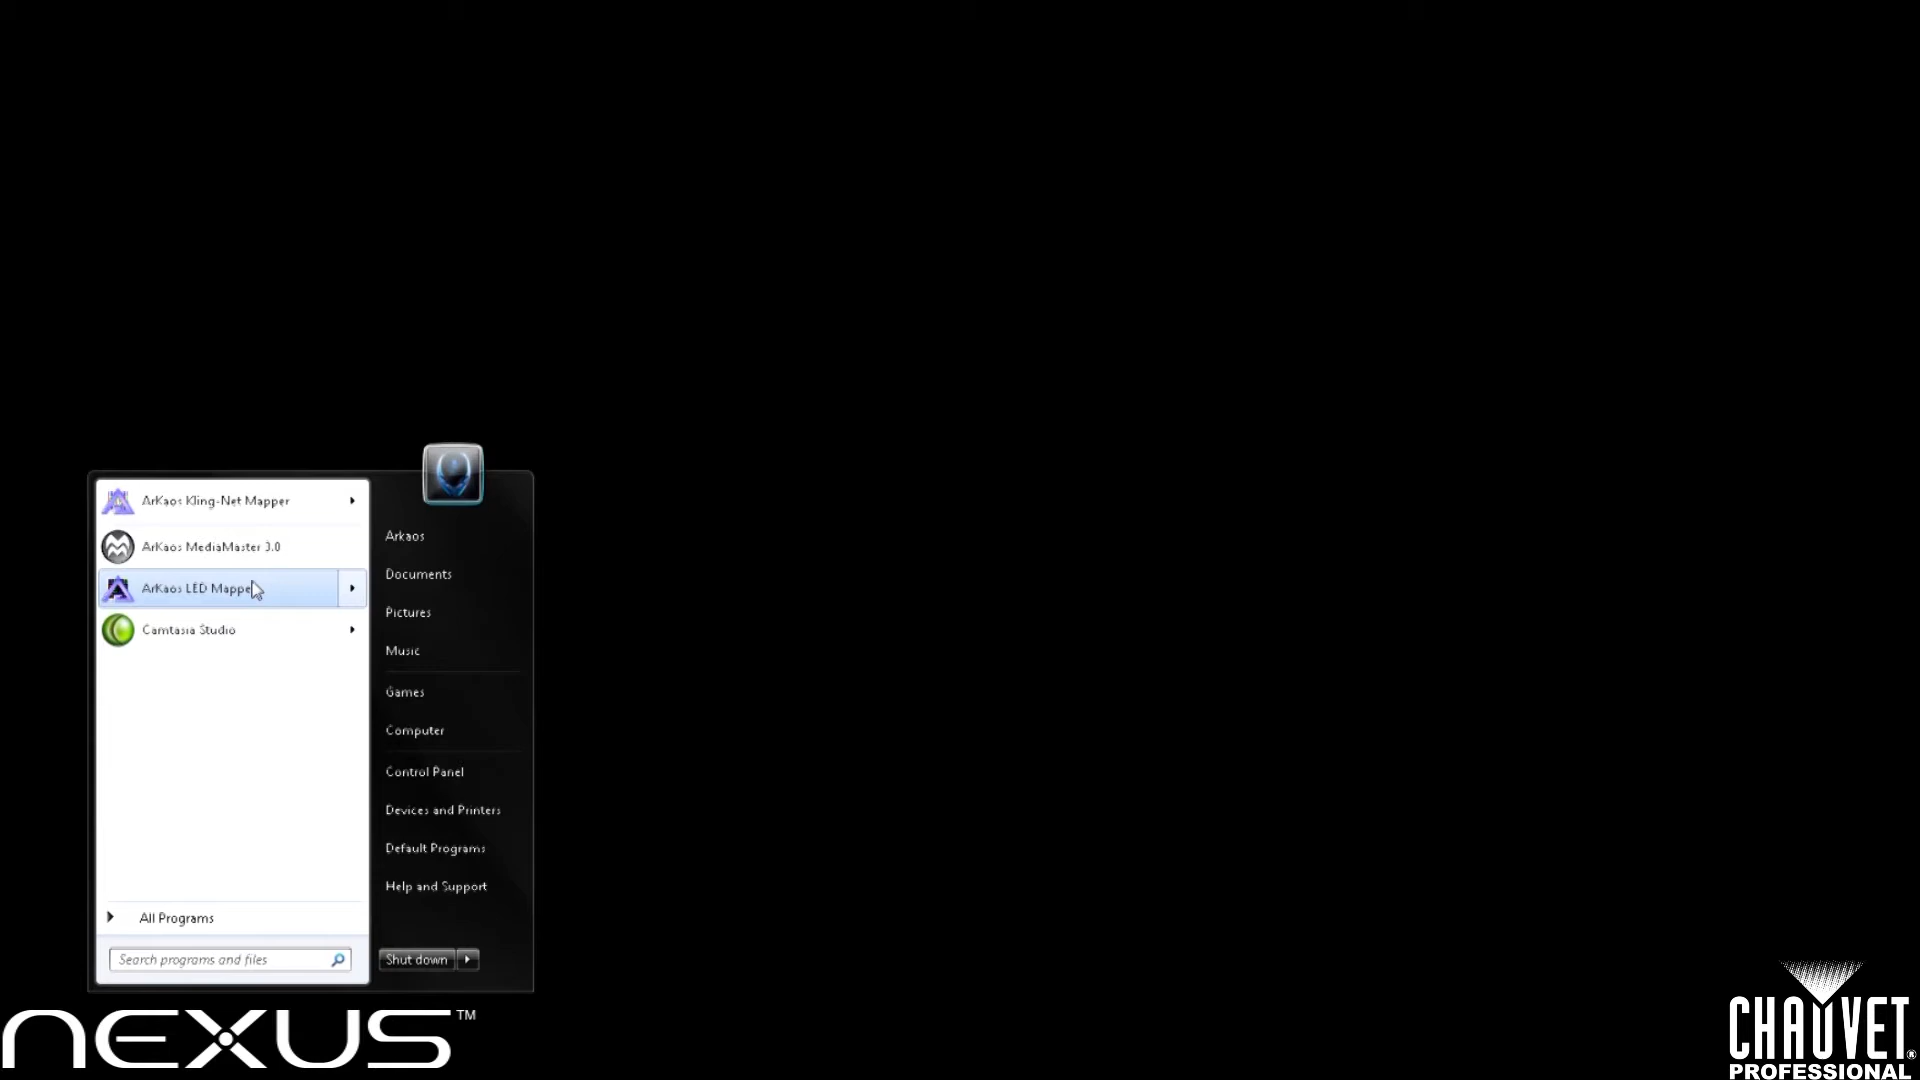 ArKaos Kling-Net Mapper
ArKaos MediaMaster 3.0
ArKaos LED Mapper
Camtasia Studio
All Programs
Search programs and files
Arkaos
Documents
Pictures
Music
Games
Computer
Control Panel
Devices and Printers
Default Programs
Help and Support
Shut down
NEXUS™
CHAUVET®
PROFESSIONAL